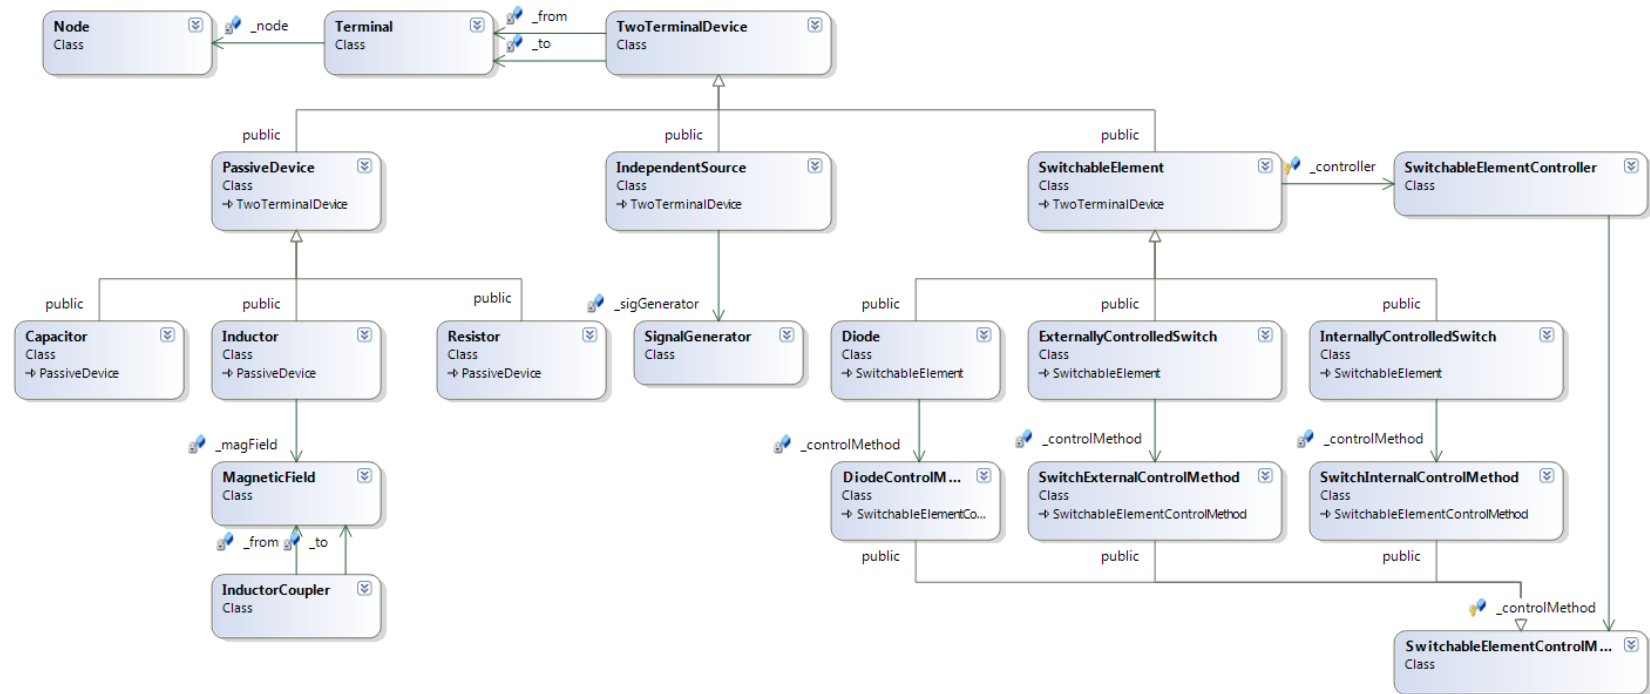 Node
Class
_node
Terminal
Class
_from
_to
TwoTerminalDevice
Class
public
public
public
PassiveDevice
Class
TwoTerminalDevice
IndependentSource
Class
TwoTerminalDevice
SwitchableElement
Class
TwoTerminalDevice
_controller
SwitchableElementController
Class
public
public
public
_sigGenerator
public
public
public
Capacitor
Class
PassiveDevice
Inductor
Class
PassiveDevice
Resistor
Class
PassiveDevice
SignalGenerator
Class
Diode
Class
SwitchableElement
ExternallyControlledSwitch
Class
SwitchableElement
InternallyControlledSwitch
Class
SwitchableElement
_magField
_controlMethod
_controlMethod
_controlMethod
MagneticField
Class
DiodeControlM...
Class
SwitchableElementCo...
SwitchExternalControlMethod
Class
SwitchableElementControlMethod
SwitchInternalControlMethod
Class
SwitchableElementControlMethod
_from
_to
public
public
public
InductorCoupler
Class
_controlMethod
SwitchableElementControlM...
Class